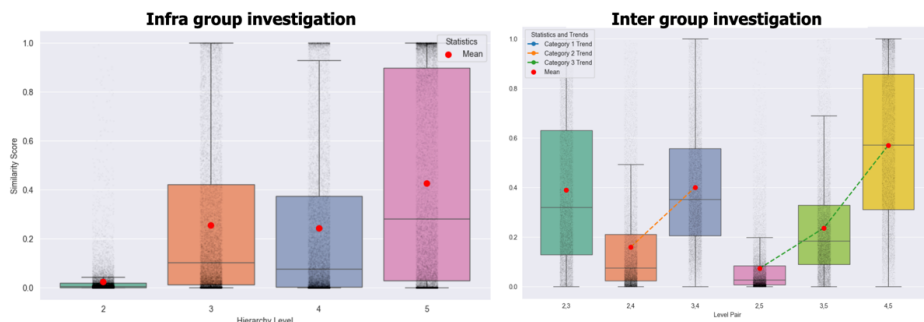 Infra group investigation
Statistics
Mean
Similarity Score
1.0
0.8
0.6
0.4
0.2
0.0
2
3
4
5
Hierarchy Level
Inter group investigation
Statistics and Trends
Category 1 Trend
Category 2 Trend
Category 3 Trend
Mean
1.0
0.8
0.6
0.4
0.2
0.0
2,3
2,4
3,4
2,5
3,5
4,5
Level Pair